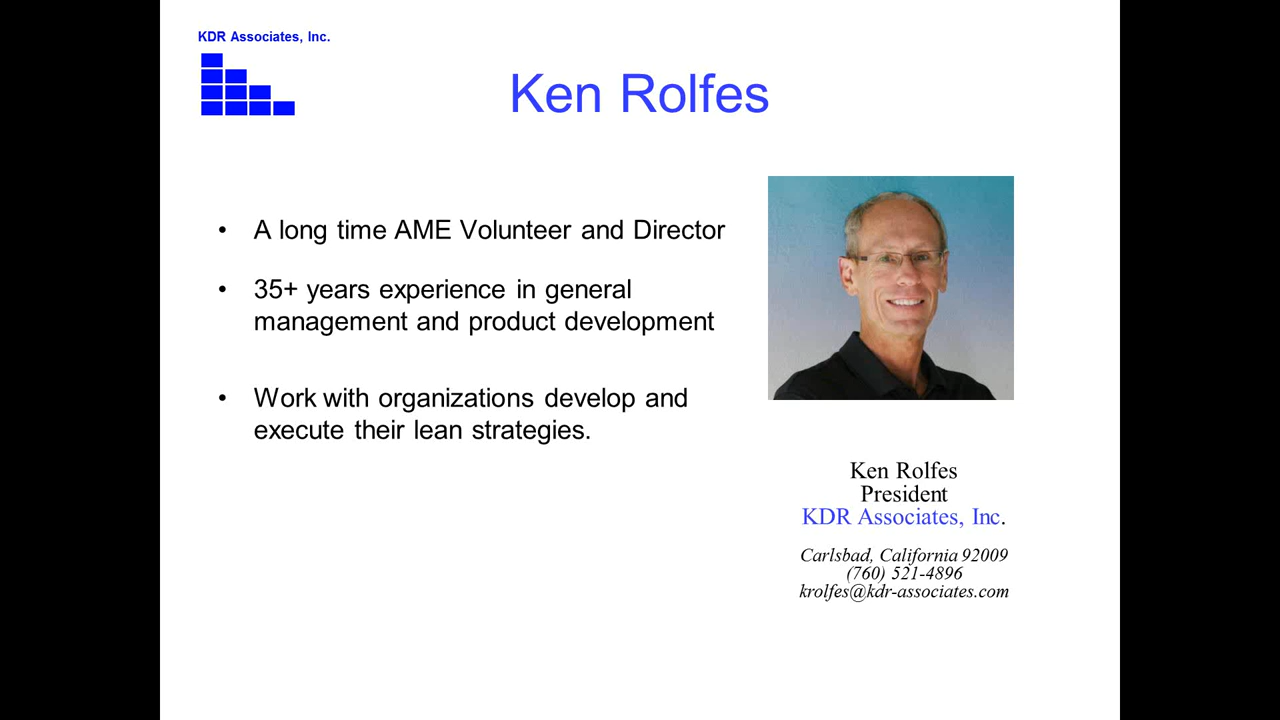 KDR Associates, Inc.
Ken Rolfes
• A long time AME Volunteer and Director
• 35+ years experience in general
management and product development
• Work with organizations develop and
execute their lean strategies.
Ken Rolfes
President
KDR Associates, Inc.
Carlsbad, California 92009
(760) 521-4896
krolfes@kdr-associates.com